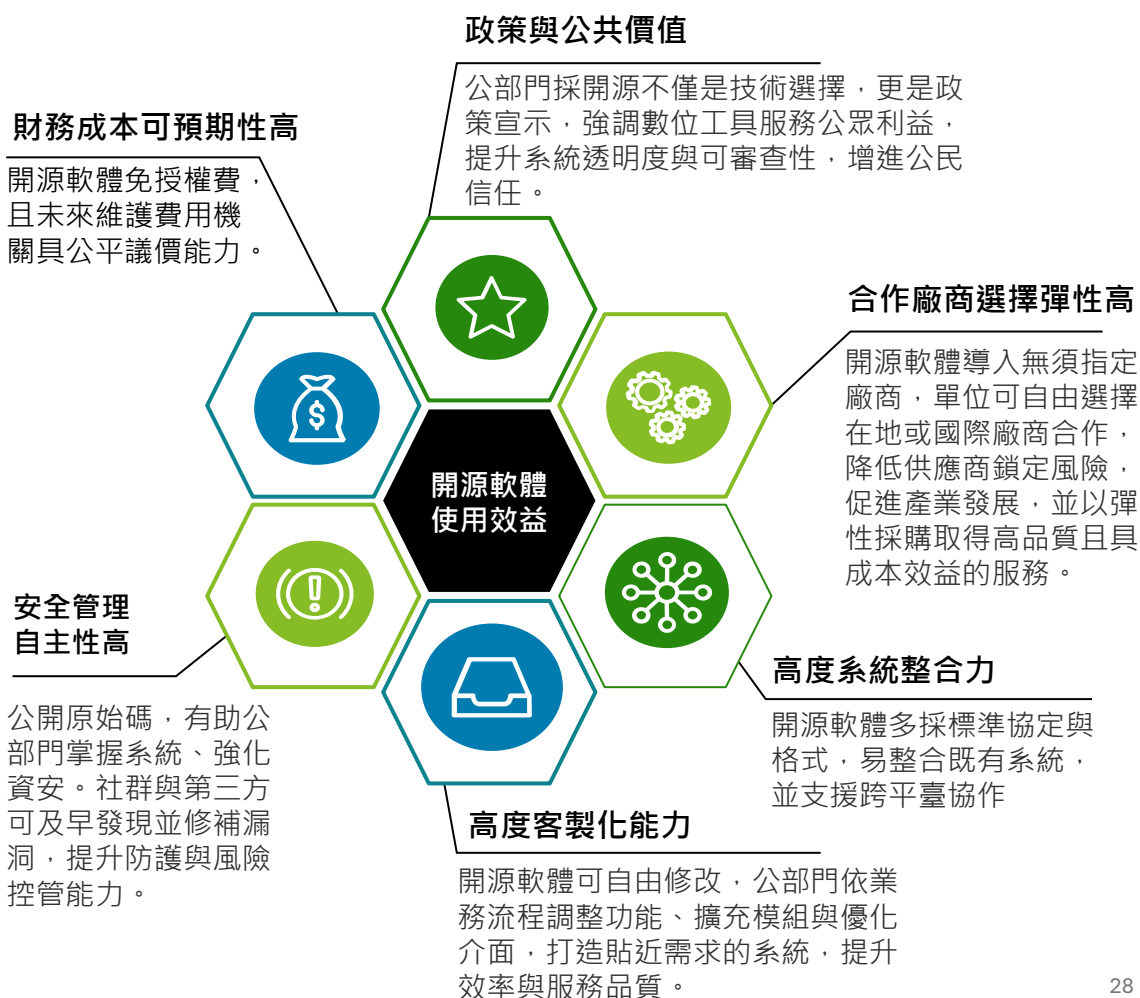 政策與公共價值
公部門採開源不僅是技術選擇，更是政
策宣示，強調數位工具服務公眾利益，
提升系統透明度與可審查性，增進公民
信任。
財務成本可預期性高
開源軟體免授權費，
且未來維護費用機
關具公平議價能力。
合作廠商選擇彈性高
開源軟體導入無須指定
廠商，單位可自由選擇
在地或國際廠商合作，
降低供應商鎖定風險，
促進產業發展，並以彈
性採購取得高品質且具
成本效益的服務。
$
開源軟體
使用效益
安全管理
自主性高
公開原始碼，有助公
部門掌握系統、強化
資安。社群與第三方
可及早發現並修補漏
洞，提升防護與風險
控管能力。
高度系統整合力
開源軟體多採標準協定與
格式，易整合既有系統，
並支援跨平臺協作
高度客製化能力
開源軟體可自由修改，公部門依業
務流程調整功能、擴充模組與優化
介面，打造貼近需求的系統，提升
效率與服務品質。
28